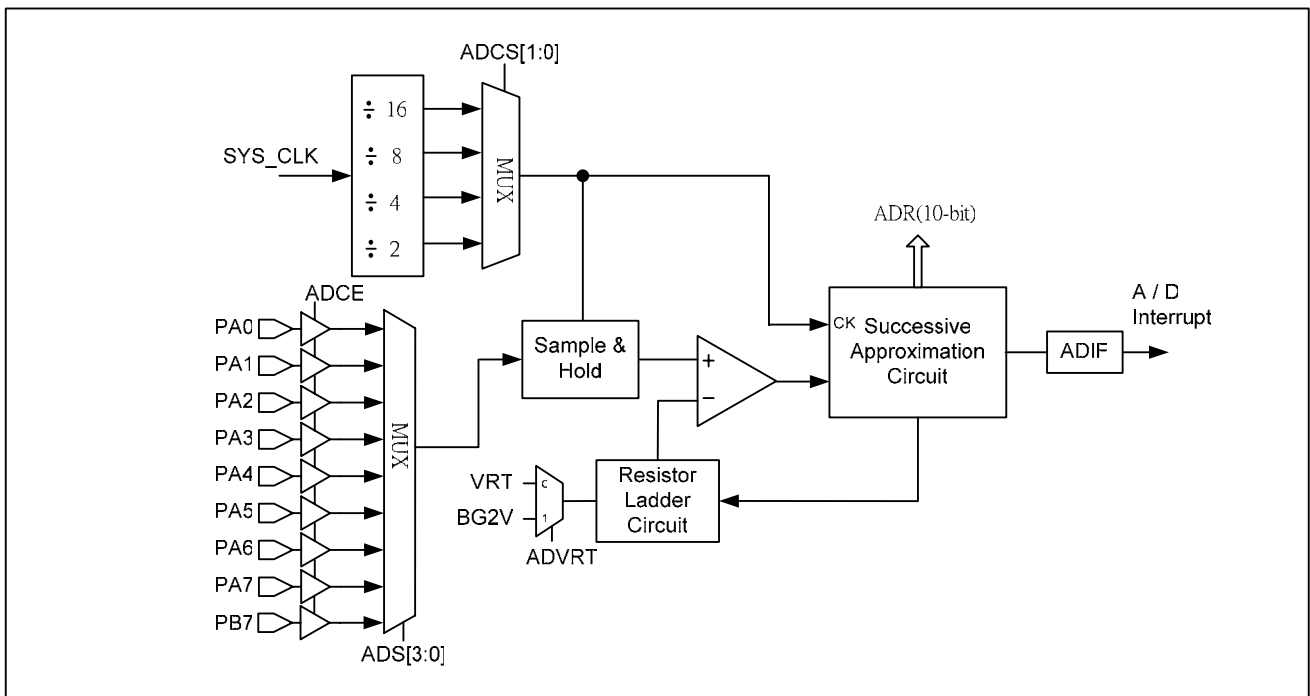 ADCS[1:0]
÷ 16
÷ 8
÷ 4
÷ 2
SYS_CLK
MUX
ADR(10-bit)
ADCE
PA0
PA1
PA2
PA3
PA4
PA5
PA6
PA7
PB7
MUX
ADS[3:0]
Sample &
Hold
+
−
CK
Successive
Approximation
Circuit
A / D
Interrupt
ADIF
VRT
0
BG2V
1
ADVRT
Resistor
Ladder
Circuit